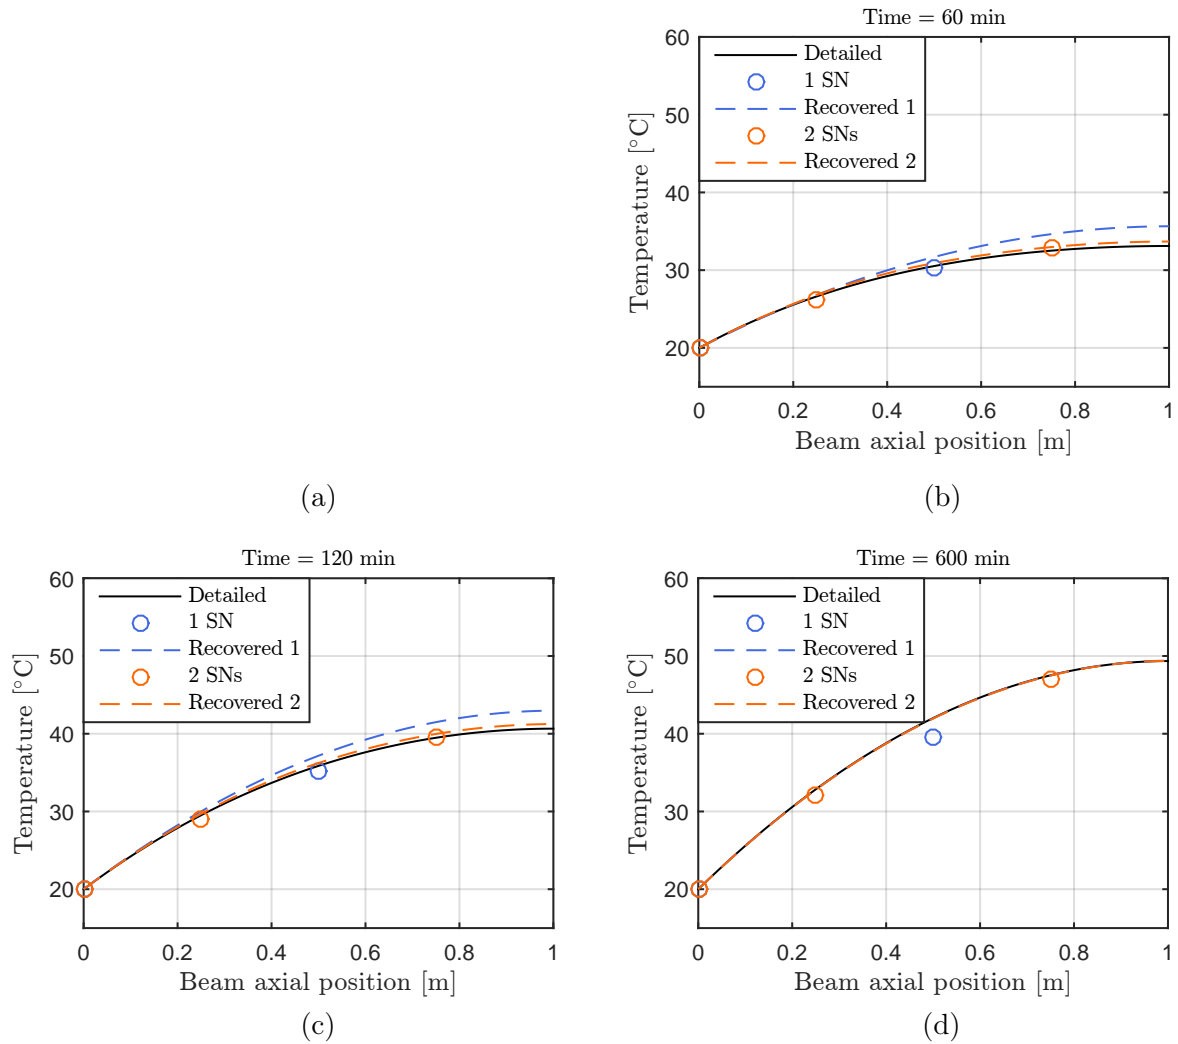 Time = 60 min
Detailed
1 SN
Recovered 1
2 SNs
Recovered 2
60
50
40
30
20
Temperature [°C]
0 0.2 0.4 0.6 0.8 1
Beam axial position [m]
(a)
(b)
Time = 120 min
Detailed
1 SN
Recovered 1
2 SNs
Recovered 2
60
50
40
30
20
Temperature [°C]
0 0.2 0.4 0.6 0.8 1
Beam axial position [m]
(c)
Time = 600 min
Detailed
1 SN
Recovered 1
2 SNs
Recovered 2
60
50
40
30
20
Temperature [°C]
0 0.2 0.4 0.6 0.8 1
Beam axial position [m]
(d)